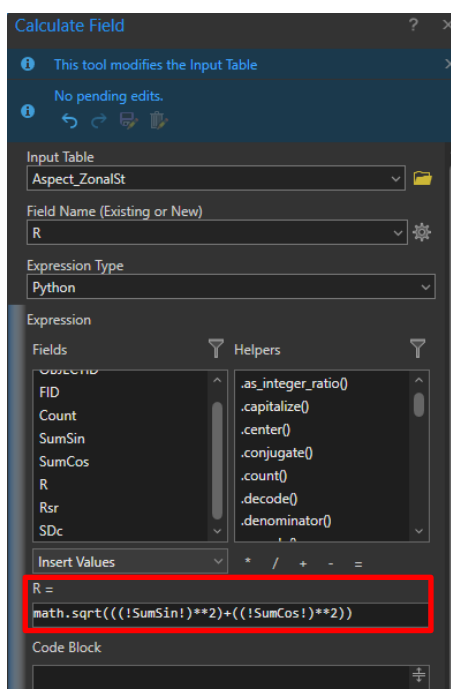 Calculate Field ? ×
This tool modifies the Input Table ×
No pending edits.
Input Table
Aspect_ZonalSt
Field Name (Existing or New)
R
Expression Type
Python
Expression
Fields Helpers
OBJECTID .as_integer_ratio()
FID .capitalize()
Count .center()
SumSin .conjugate()
SumCos .count()
R .decode()
Rsr .denominator()
SDc
Insert Values * / + - =
R =
math.sqrt(((!SumSin!)**2)+((!SumCos!)**2))
Code Block